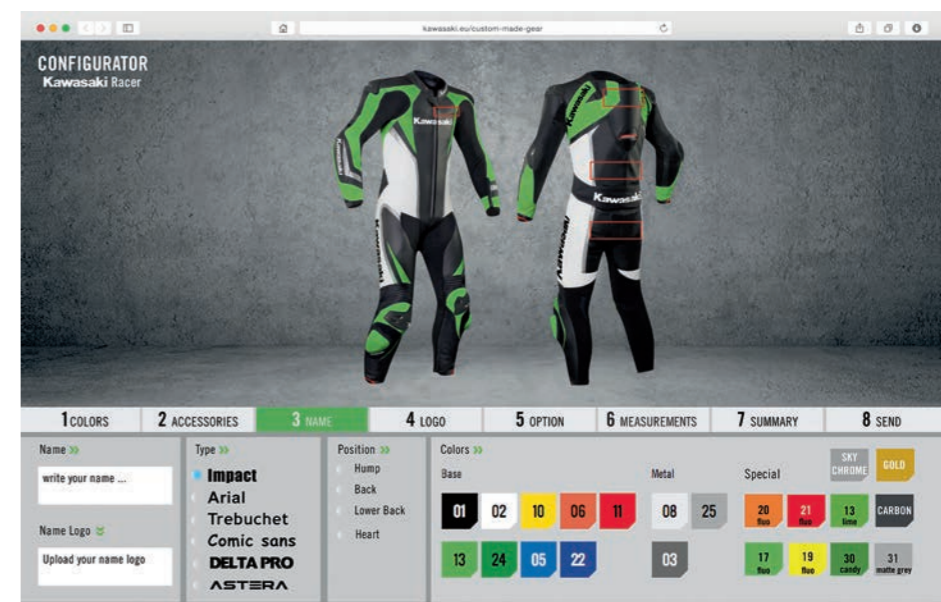 kawasaki.eu/custom-made-gear
CONFIGURATOR
Kawasaki Racer
Kawasaki
Kawasaki
Kawasaki
Kawasaki
Kawasaki
Kawasaki
1 COLORS
2 ACCESSORIES
3 NAME
4 LOGO
5 OPTION
6 MEASUREMENTS
7 SUMMARY
8 SEND
Name
write your name ...
Name Logo
Upload your name logo
Type
Impact
Arial
Trebuchet
Comic sans
DELTA PRO
ASTERA
Position
Hump
Back
Lower Back
Heart
Colors
Base
01 02 10 06 11
13 24 05 22
Metal
08 25
03
Special
SKY CHROME
GOLD
20 fluo
21 fluo
13 lime
CARBON
17 fluo
19 fluo
30 candy
31 matte grey